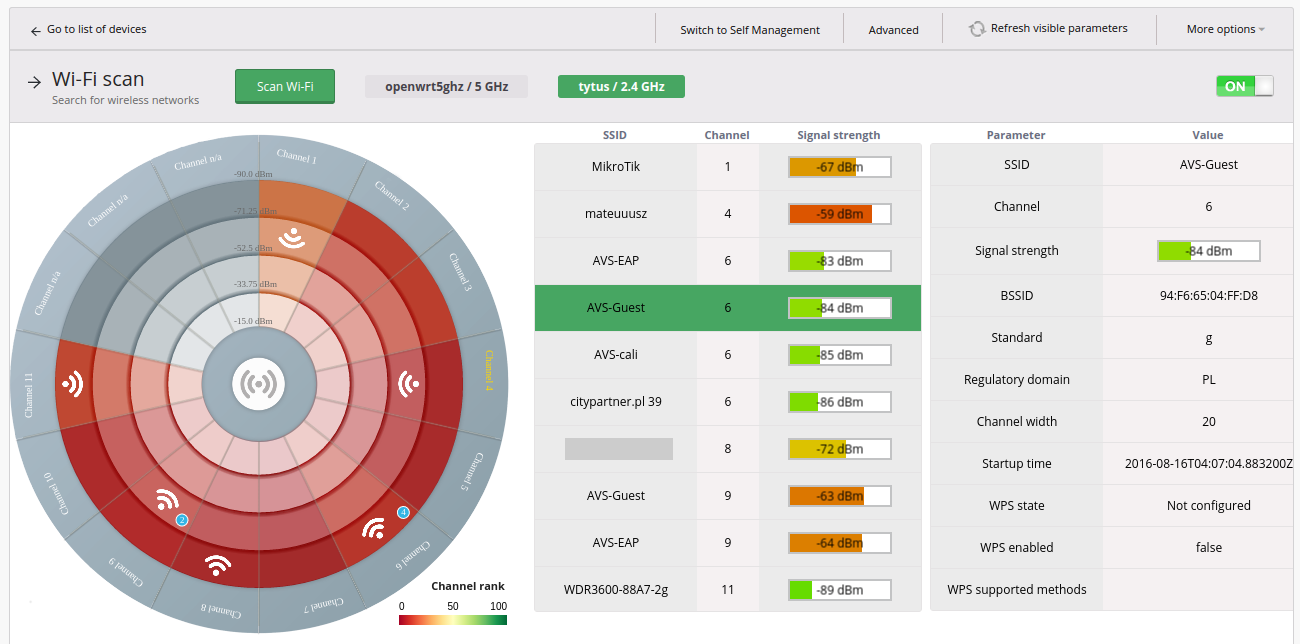 Go to list of devices
Switch to Self Management
Advanced
Refresh visible parameters
More options
Wi-Fi scan
Search for wireless networks
Scan Wi-Fi
openwrt5ghz / 5 GHz
tytus / 2.4 GHz
ON
Channel n/a
Channel 1
Channel 2
Channel 3
Channel 4
Channel 5
Channel 6
Channel 7
Channel 8
Channel 9
Channel 10
Channel 11
Channel n/a
Channel n/a
-90.0 dBm
-71.25 dBm
-52.5 dBm
-33.75 dBm
-15.0 dBm
2
4
Channel rank
0 50 100
SSID Channel Signal strength
MikroTik 1 -67 dBm
mateuuusz 4 -59 dBm
AVS-EAP 6 -83 dBm
AVS-Guest 6 -84 dBm
AVS-cali 6 -85 dBm
citypartner.pl 39 6 -86 dBm
8 -72 dBm
AVS-Guest 9 -63 dBm
AVS-EAP 9 -64 dBm
WDR3600-88A7-2g 11 -89 dBm
Parameter Value
SSID AVS-Guest
Channel 6
Signal strength -84 dBm
BSSID 94:F6:65:04:FF:D8
Standard g
Regulatory domain PL
Channel width 20
Startup time 2016-08-16T04:07:04.883200Z
WPS state Not configured
WPS enabled false
WPS supported methods